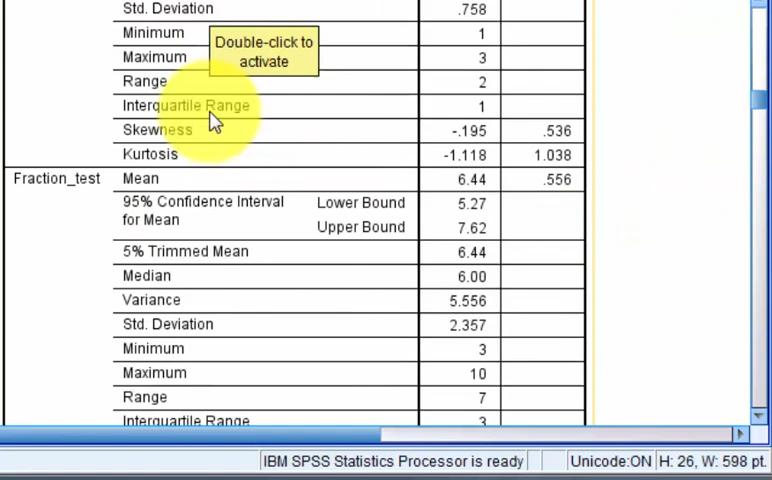 Std. Deviation .758
Minimum 1
Double-click to
activate
Maximum 3
Range 2
Interquartile Range 1
Skewness -.195 .536
Kurtosis -1.118 1.038
Fraction_test Mean 6.44 .556
95% Confidence Interval Lower Bound 5.27
for Mean
Upper Bound 7.62
5% Trimmed Mean 6.44
Median 6.00
Variance 5.556
Std. Deviation 2.357
Minimum 3
Maximum 10
Range 7
Interquartile Range 3
IBM SPSS Statistics Processor is ready Unicode:ON H: 26, W: 598 pt.